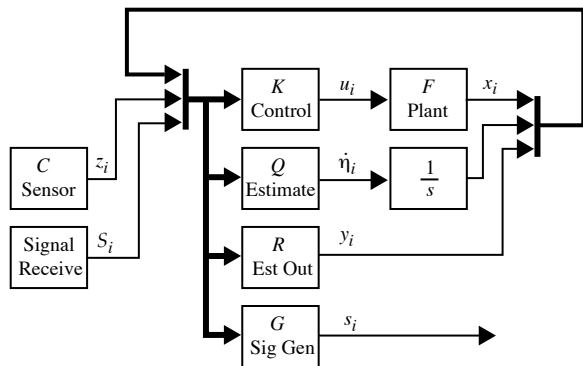 K
Control
u_i
F
Plant
x_i
C
Sensor
z_i
Q
Estimate
η̇_i
1
s
Signal
Receive
S_i
R
Est Out
y_i
G
Sig Gen
s_i